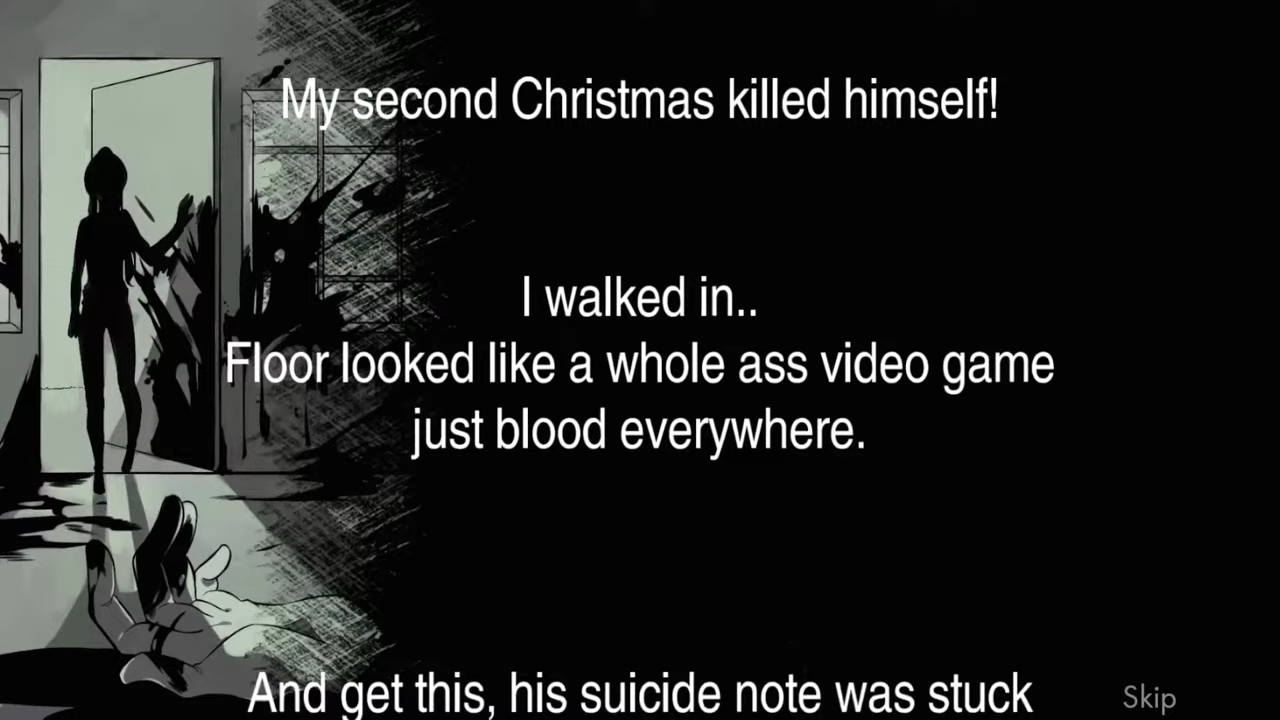 My second Christmas killed himself!
I walked in..
Floor looked like a whole ass video game
just blood everywhere.
And get this, his suicide note was stuck
Skip